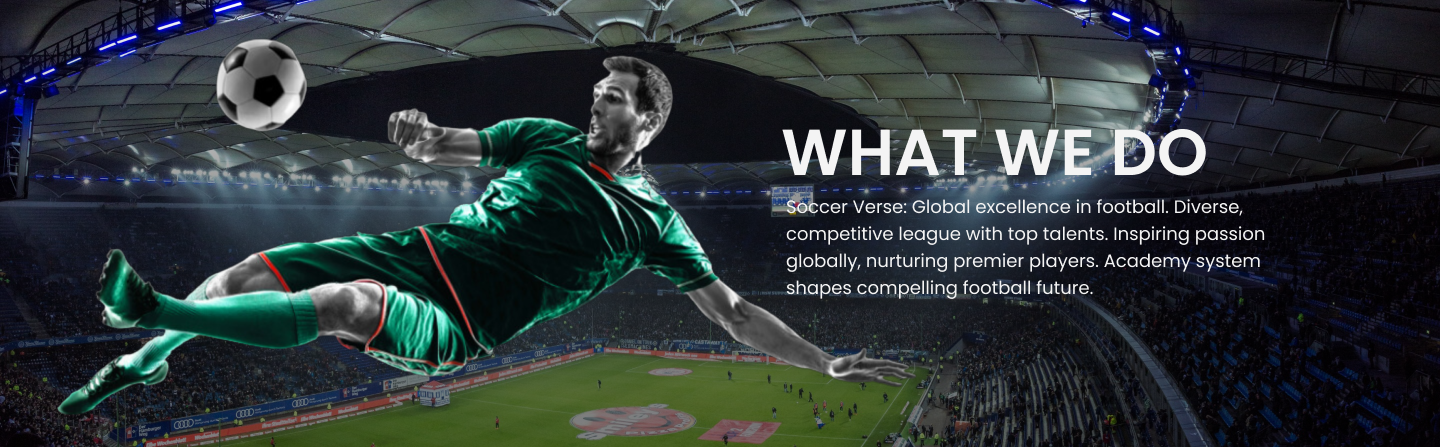 WHAT WE DO
Soccer Verse: Global excellence in football. Diverse,
competitive league with top talents. Inspiring passion
globally, nurturing premier players. Academy system
shapes compelling football future.
Audi